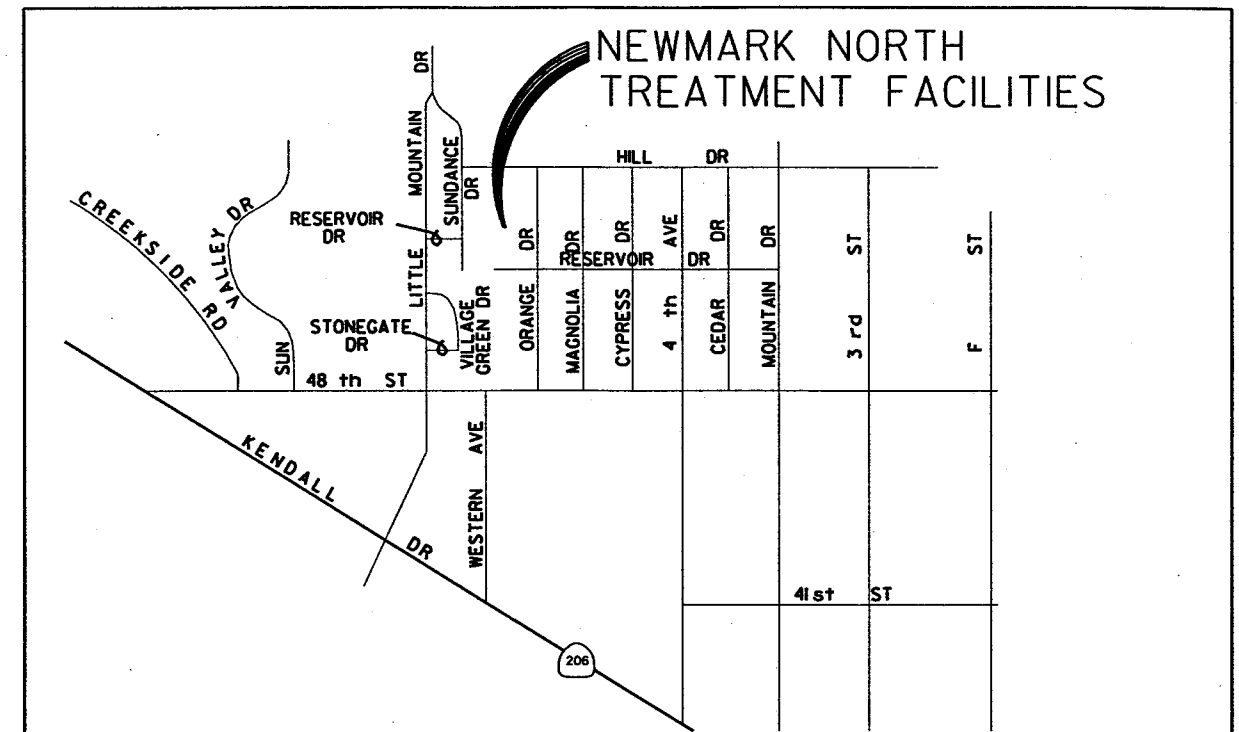 NEWMARK NORTH
TREATMENT FACILITIES
LITTLE MOUNTAIN DR
SUNDANCE DR
HILL DR
CREEKSIDE RD
SUN VALLEY DR
RESERVOIR
DR
STONEGATE
DR
VILLAGE
GREEN DR
ORANGE DR
MAGNOLIA DR
CYPRESS DR
4 th AVE
CEDAR DR
MOUNTAIN DR
3 rd ST
F ST
RESERVOIR DR
48 th ST
KENDALL DR
WESTERN AVE
41st ST
206